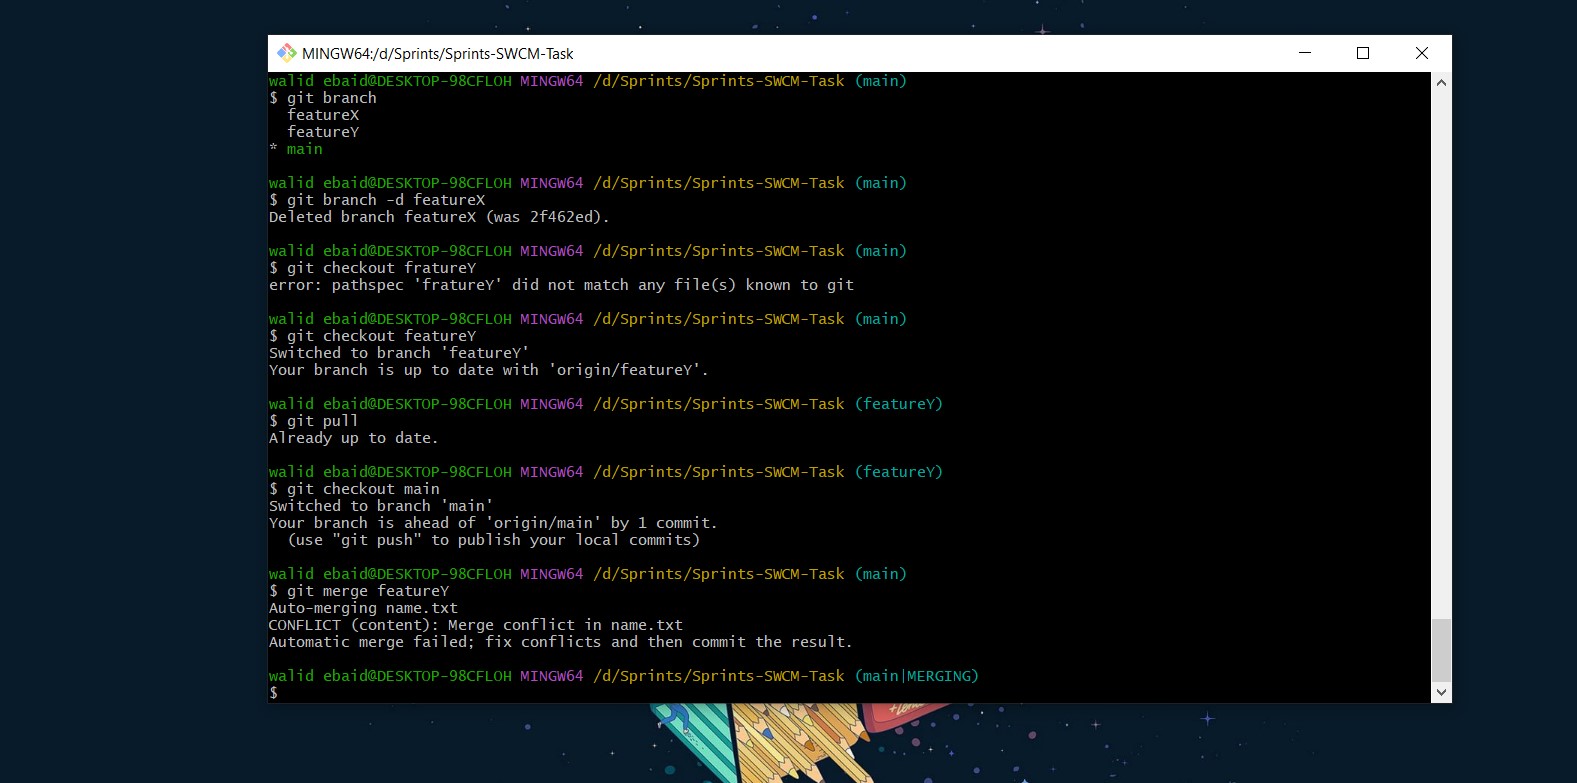 MINGW64:/d/Sprints/Sprints-SWCM-Task
walid ebaid@DESKTOP-98CFLOH MINGW64 /d/Sprints/Sprints-SWCM-Task (main)
$ git branch
  featureX
  featureY
* main
walid ebaid@DESKTOP-98CFLOH MINGW64 /d/Sprints/Sprints-SWCM-Task (main)
$ git branch -d featureX
Deleted branch featureX (was 2f462ed).
walid ebaid@DESKTOP-98CFLOH MINGW64 /d/Sprints/Sprints-SWCM-Task (main)
$ git checkout fratureY
error: pathspec 'fratureY' did not match any file(s) known to git
walid ebaid@DESKTOP-98CFLOH MINGW64 /d/Sprints/Sprints-SWCM-Task (main)
$ git checkout featureY
Switched to branch 'featureY'
Your branch is up to date with 'origin/featureY'.
walid ebaid@DESKTOP-98CFLOH MINGW64 /d/Sprints/Sprints-SWCM-Task (featureY)
$ git pull
Already up to date.
walid ebaid@DESKTOP-98CFLOH MINGW64 /d/Sprints/Sprints-SWCM-Task (featureY)
$ git checkout main
Switched to branch 'main'
Your branch is ahead of 'origin/main' by 1 commit.
  (use "git push" to publish your local commits)
walid ebaid@DESKTOP-98CFLOH MINGW64 /d/Sprints/Sprints-SWCM-Task (main)
$ git merge featureY
Auto-merging name.txt
CONFLICT (content): Merge conflict in name.txt
Automatic merge failed; fix conflicts and then commit the result.
walid ebaid@DESKTOP-98CFLOH MINGW64 /d/Sprints/Sprints-SWCM-Task (main|MERGING)
$